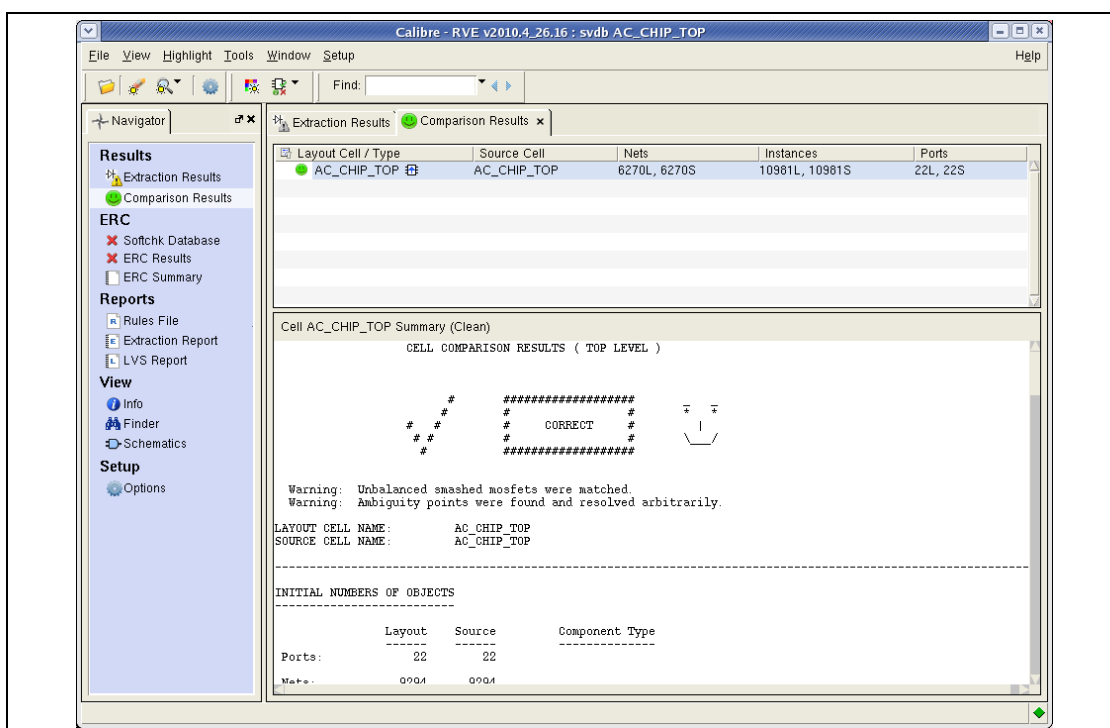 Calibre - RVE v2010.4_26.16 : svdb AC_CHIP_TOP
File View Highlight Tools Window Setup Help
Find:
Navigator
Results
Extraction Results
Comparison Results
ERC
Softchk Database
ERC Results
ERC Summary
Reports
Rules File
Extraction Report
LVS Report
View
Info
Finder
Schematics
Setup
Options
Extraction Results Comparison Results
Layout Cell / Type Source Cell Nets Instances Ports
AC_CHIP_TOP AC_CHIP_TOP 6270L, 6270S 10981L, 10981S 22L, 22S
Cell AC_CHIP_TOP Summary (Clean)
CELL COMPARISON RESULTS ( TOP LEVEL )
# ################### _ _
# # # * *
# # # CORRECT # |
# # # # \___/
# ###################
Warning: Unbalanced smashed mosfets were matched.
Warning: Ambiguity points were found and resolved arbitrarily.
LAYOUT CELL NAME: AC_CHIP_TOP
SOURCE CELL NAME: AC_CHIP_TOP
INITIAL NUMBERS OF OBJECTS
Layout Source Component Type
Ports: 22 22
Nets: 9294 9294